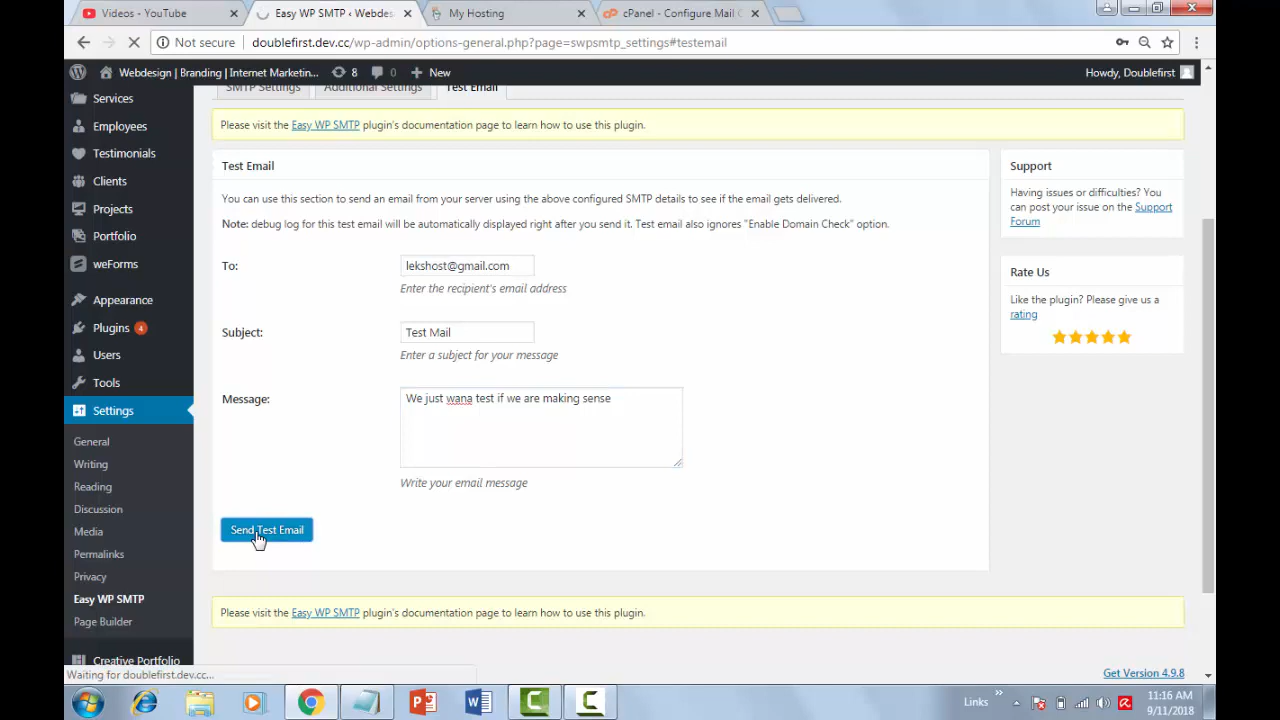 Videos - YouTube
Easy WP SMTP ‹ Webdes
My Hosting
cPanel - Configure Mail C
Not secure
doublefirst.dev.cc/wp-admin/options-general.php?page=swpsmtp_settings#testemail
Webdesign | Branding | Internet Marketin...
8
0
New
Howdy, Doublefirst
Services
Employees
Testimonials
Clients
Projects
Portfolio
weForms
Appearance
Plugins 4
Users
Tools
Settings
General
Writing
Reading
Discussion
Media
Permalinks
Privacy
Easy WP SMTP
Page Builder
Creative Portfolio
SMTP Settings
Additional Settings
Test Email
Please visit the Easy WP SMTP plugin's documentation page to learn how to use this plugin.
Test Email
You can use this section to send an email from your server using the above configured SMTP details to see if the email gets delivered.
Note: debug log for this test email will be automatically displayed right after you send it. Test email also ignores "Enable Domain Check" option.
To:
lekshost@gmail.com
Enter the recipient's email address
Subject:
Test Mail
Enter a subject for your message
Message:
We just wana test if we are making sense
Write your email message
Send Test Email
Please visit the Easy WP SMTP plugin's documentation page to learn how to use this plugin.
Support
Having issues or difficulties? You
can post your issue on the Support
Forum
Rate Us
Like the plugin? Please give us a
rating
Get Version 4.9.8
Waiting for doublefirst.dev.cc...
Links
11:16 AM
9/11/2018